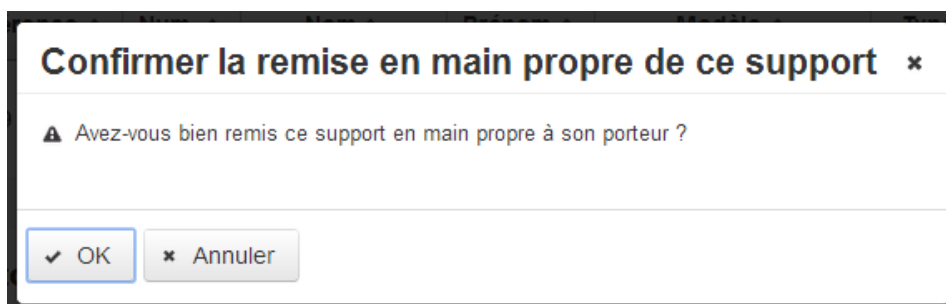 Confirmer la remise en main propre de ce support
Avez-vous bien remis ce support en main propre à son porteur ?
OK
Annuler